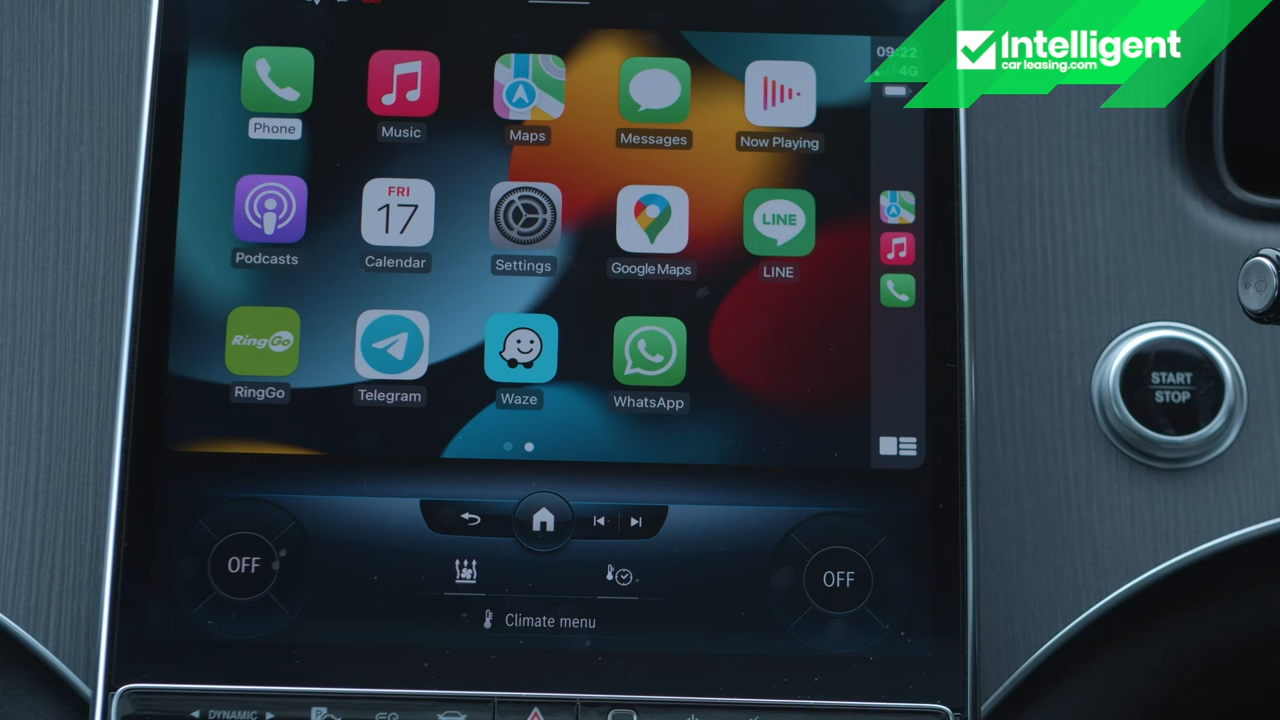 Intelligent
carleasing.com
09:22
4G
Phone
Music
Maps
Messages
Now Playing
FRI
17
LINE
Podcasts
Calendar
Settings
Google Maps
LINE
RingGo
RingGo
Telegram
Waze
WhatsApp
START
STOP
OFF
OFF
Climate menu
DYNAMIC